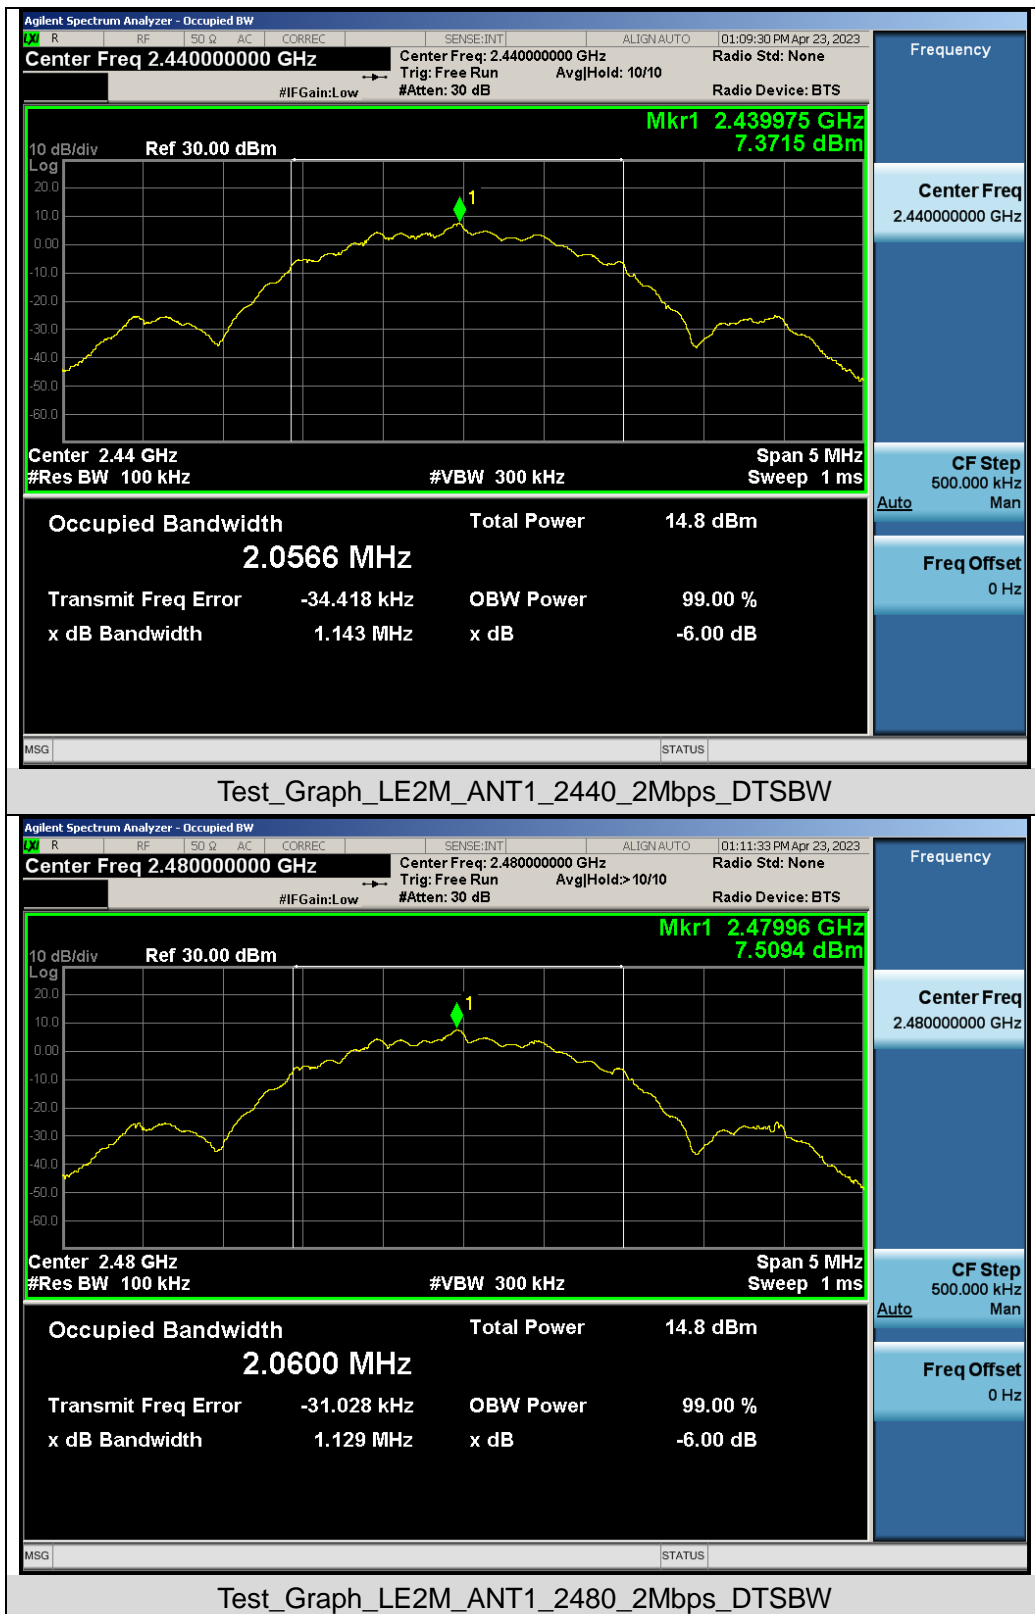 Agilent Spectrum Analyzer - Occupied BW
LXI R RF 50 Ω AC CORREC SENSE:INT ALIGN AUTO 01:09:30 PM Apr 23, 2023
Center Freq 2.440000000 GHz
Center Freq: 2.440000000 GHz
Radio Std: None
Trig: Free Run Avg|Hold: 10/10
#IFGain:Low #Atten: 30 dB Radio Device: BTS
Frequency
Mkr1 2.439975 GHz
7.3715 dBm
10 dB/div Ref 30.00 dBm
Log
20.0
10.0
0.00
-10.0
-20.0
-30.0
-40.0
-50.0
-60.0
1
Center Freq
2.440000000 GHz
Center 2.44 GHz Span 5 MHz
#Res BW 100 kHz #VBW 300 kHz Sweep 1 ms
CF Step
500.000 kHz
Auto Man
Occupied Bandwidth Total Power 14.8 dBm
2.0566 MHz
Freq Offset
0 Hz
Transmit Freq Error -34.418 kHz OBW Power 99.00 %
x dB Bandwidth 1.143 MHz x dB -6.00 dB
MSG STATUS
Test_Graph_LE2M_ANT1_2440_2Mbps_DTSBW
Agilent Spectrum Analyzer - Occupied BW
LXI R RF 50 Ω AC CORREC SENSE:INT ALIGN AUTO 01:11:33 PM Apr 23, 2023
Center Freq 2.480000000 GHz
Center Freq: 2.480000000 GHz
Radio Std: None
Trig: Free Run Avg|Hold:> 10/10
#IFGain:Low #Atten: 30 dB Radio Device: BTS
Frequency
Mkr1 2.47996 GHz
7.5094 dBm
10 dB/div Ref 30.00 dBm
Log
20.0
10.0
0.00
-10.0
-20.0
-30.0
-40.0
-50.0
-60.0
1
Center Freq
2.480000000 GHz
Center 2.48 GHz Span 5 MHz
#Res BW 100 kHz #VBW 300 kHz Sweep 1 ms
CF Step
500.000 kHz
Auto Man
Occupied Bandwidth Total Power 14.8 dBm
2.0600 MHz
Freq Offset
0 Hz
Transmit Freq Error -31.028 kHz OBW Power 99.00 %
x dB Bandwidth 1.129 MHz x dB -6.00 dB
MSG STATUS
Test_Graph_LE2M_ANT1_2480_2Mbps_DTSBW